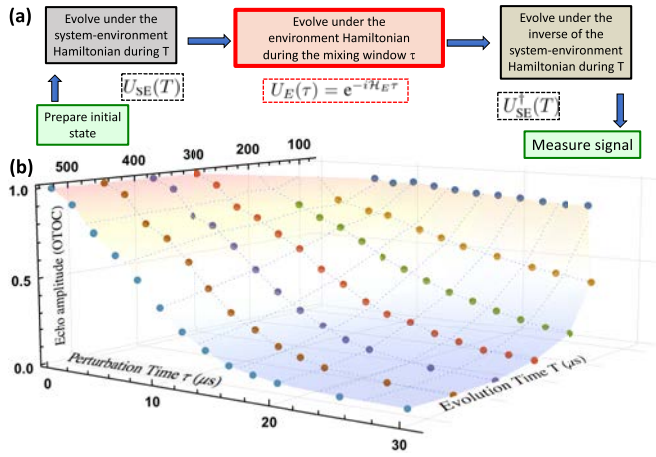 (a)
Evolve under the
system-environment
Hamiltonian during T
Evolve under the
environment Hamiltonian
during the mixing window τ
Evolve under the
inverse of the
system-environment
Hamiltonian during T
U_SE(T)
U_E(τ) = e^{-iℋ_E τ}
U_SE^†(T)
Prepare initial
state
Measure signal
(b)
500
400
300
200
100
1.0
0.5
0.0
Echo amplitude (OTOC)
0
10
20
30
Perturbation Time τ (μs)
Evolution Time T (μs)